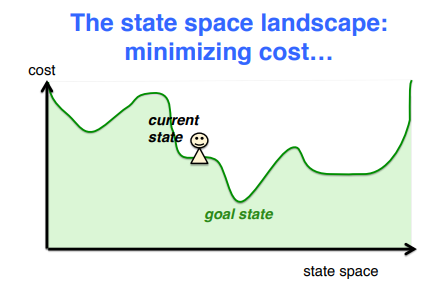 The state space landscape:
minimizing cost…
cost
current
state
goal state
state space